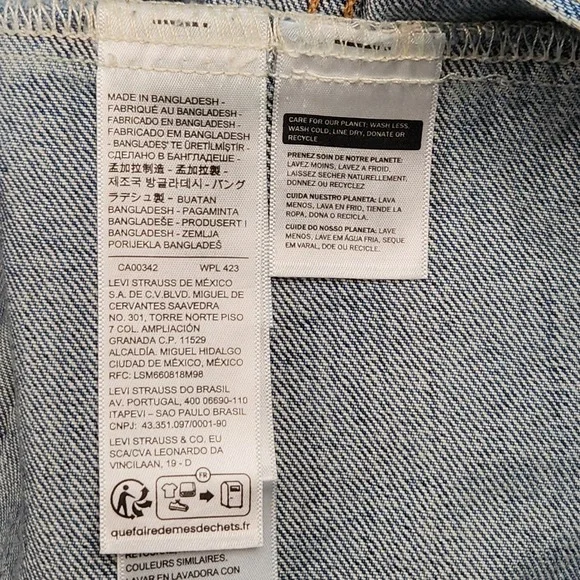 MADE IN BANGLADESH -
FABRIQUÉ AU BANGLADESH -
FABRICADO EN BANGLADESH -
FABRICADO EM BANGLADESH
- BANGLADEŞ'TE ÜRETİLMİŞTİR -
СДЕЛАНО В БАНГЛАДЕШЕ -
孟加拉制造 - 孟加拉製 -
제조국 방글라데시 - バング
ラデシュ製 - BUATAN
BANGLADESH - PAGAMINTA
BANGLADEŠE - PRODUSERT I
BANGLADESH - ZEMLJA
PORIJEKLA BANGLADEŠ
CA00342 WPL 423
LEVI STRAUSS DE MÉXICO
S.A. DE C.V.BLVD. MIGUEL DE
CERVANTES SAAVEDRA
NO. 301, TORRE NORTE PISO
7 COL. AMPLIACIÓN
GRANADA C.P. 11529
ALCALDÍA. MIGUEL HIDALGO
CIUDAD DE MÉXICO, MÉXICO
RFC: LSM660818M98
LEVI STRAUSS DO BRASIL
AV. PORTUGAL, 400 06690-110
ITAPEVI – SAO PAULO BRASIL
CNPJ: 43.351.097/0001-90
LEVI STRAUSS & CO. EU
SCA/CVA LEONARDO DA
VINCILAAN, 19 - D
FR
quefairedemesdechets.fr
COULEURS SIMILAIRES.
LAVAR EN LAVADORA CON
CARE FOR OUR PLANET: WASH LESS,
WASH COLD, LINE DRY, DONATE OR
RECYCLE
PRENEZ SOIN DE NOTRE PLANETE:
LAVEZ MOINS, LAVEZ A FROID,
LAISSEZ SECHER NATURELLEMENT,
DONNEZ OU RECYCLEZ
CUIDA NUESTRO PLANETA: LAVA
MENOS, LAVA EN FRIO, TIENDE LA
ROPA, DONA O RECICLA.
CUIDE DO NOSSO PLANETA: LAVE
MENOS, LAVE EM ÁGUA FRIA, SEQUE
EM VARAL, DOE OU RECICLE.